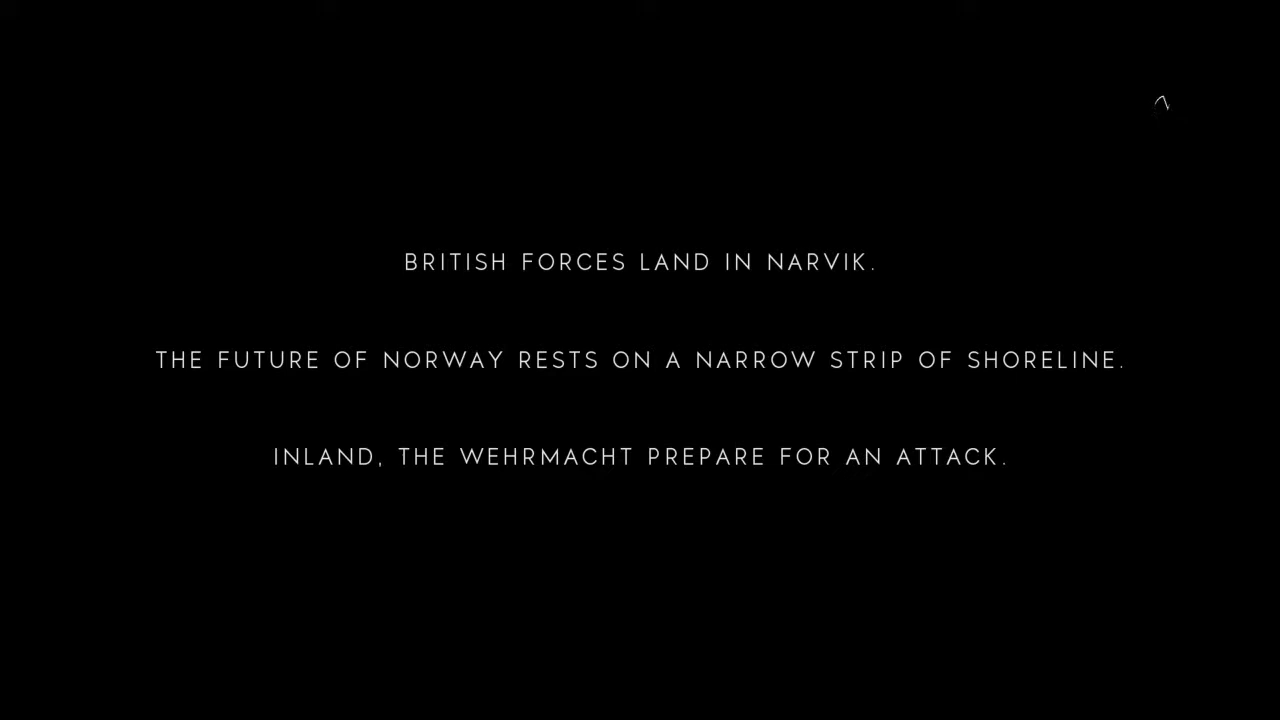 BRITISH FORCES LAND IN NARVIK.
THE FUTURE OF NORWAY RESTS ON A NARROW STRIP OF SHORELINE.
INLAND, THE WEHRMACHT PREPARE FOR AN ATTACK.